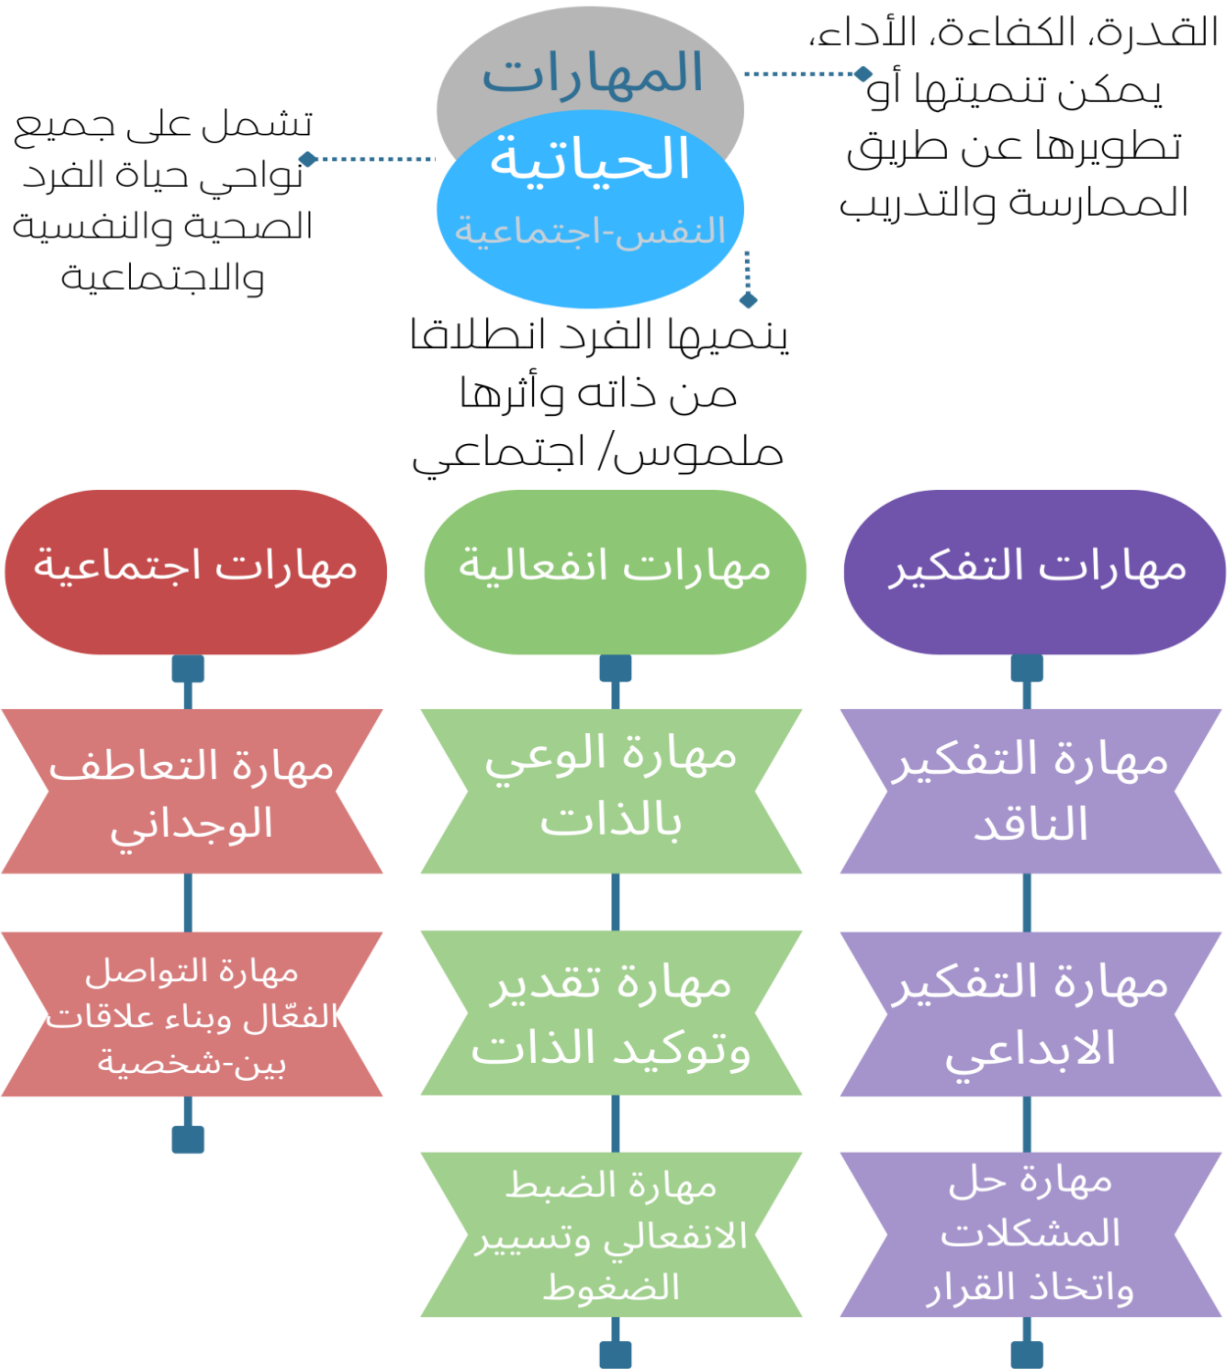 المهارات
الحياتية
النفس-اجتماعية
القدرة، الكفاءة، الأداء،
يمكن تنميتها أو
تطويرها عن طريق
الممارسة والتدريب
تشمل على جميع
نواحي حياة الفرد
الصحية والنفسية
والاجتماعية
ينميها الفرد انطلاقا
من ذاته وأثرها
ملموس/ اجتماعي
مهارات التفكير
مهارة التفكير
الناقد
مهارة التفكير
الابداعي
مهارة حل
المشكلات
واتخاذ القرار
مهارات انفعالية
مهارة الوعي
بالذات
مهارة تقدير
وتوكيد الذات
مهارة الضبط
الانفعالي وتسيير
الضغوط
مهارات اجتماعية
مهارة التعاطف
الوجداني
مهارة التواصل
الفعّال وبناء علاقات
بين-شخصية